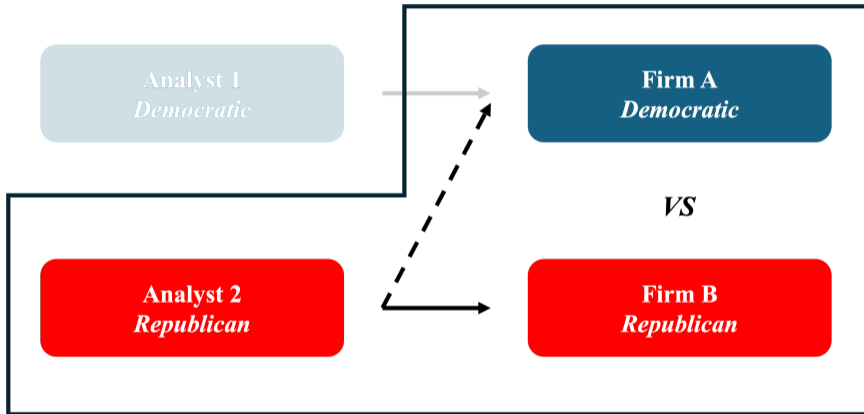 Analyst 1
Democratic
Firm A
Democratic
VS
Analyst 2
Republican
Firm B
Republican